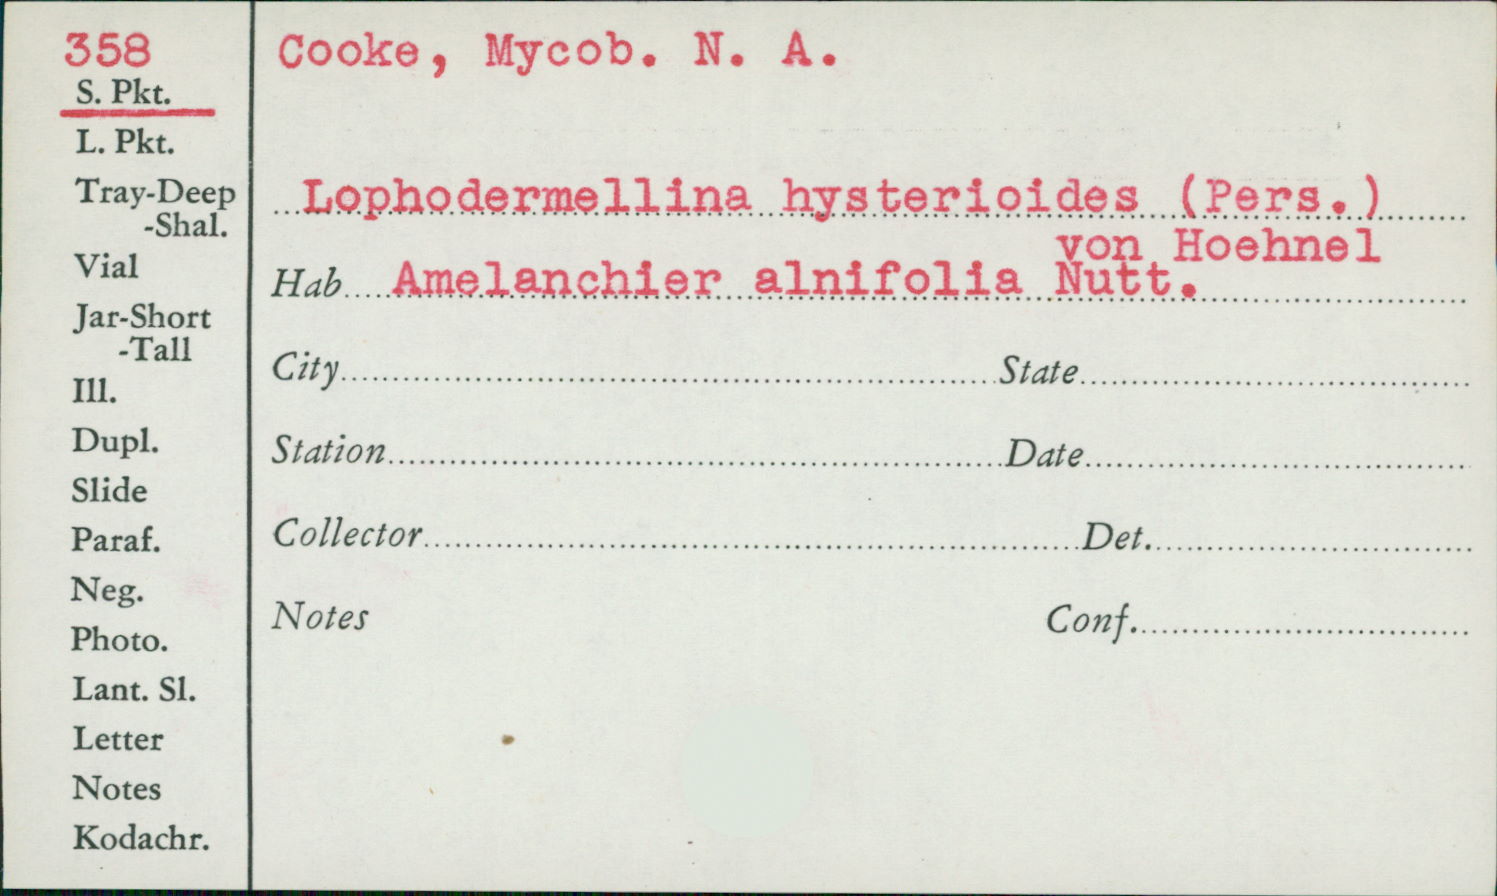 358
S. Pkt.
L. Pkt.
Tray-Deep
-Shal.
Vial
Jar-Short
-Tall
Ill.
Dupl.
Slide
Paraf.
Neg.
Photo.
Lant. Sl.
Letter
Notes
Kodachr.
Cooke, Mycob. N. A.
Lophodermellina hysterioides (Pers.)
von Hoehnel
Hab Amelanchier alnifolia Nutt.
City State
Station Date
Collector Det.
Notes Conf.